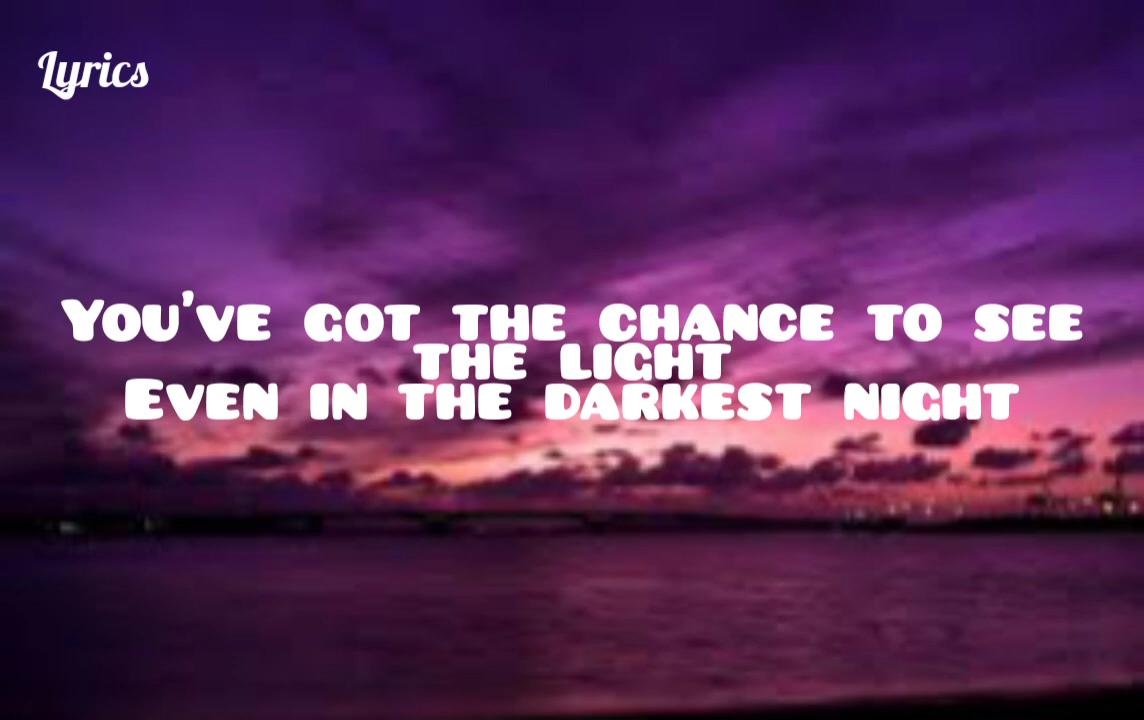 Lyrics
You've got the chance to see
the light
Even in the darkest night